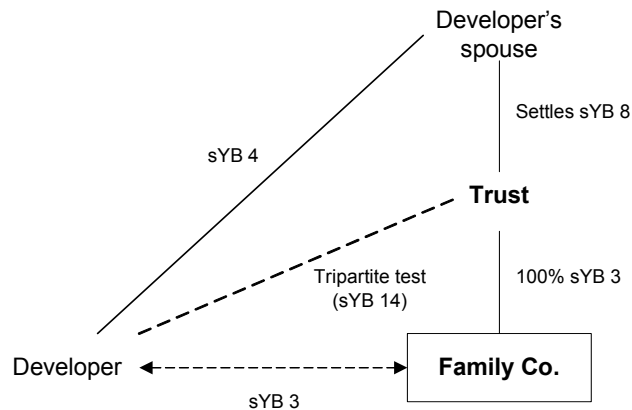 Developer’s
spouse
Settles sYB 8
sYB 4
Trust
Tripartite test
(sYB 14)
100% sYB 3
Developer
Family Co.
sYB 3